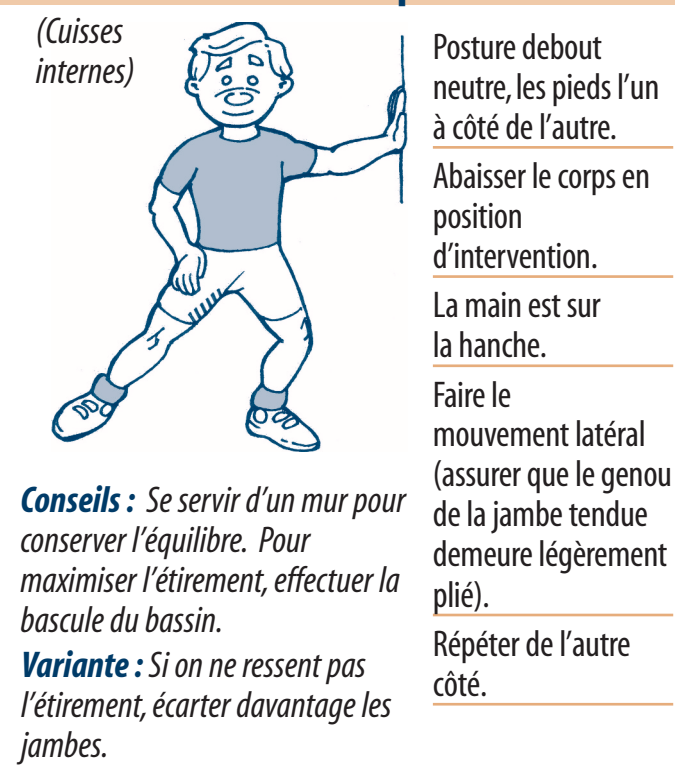 (Cuisses
internes)
Conseils : Se servir d'un mur pour
conserver l'équilibre. Pour
maximiser l'étirement, effectuer la
bascule du bassin.
Variante : Si on ne ressent pas
l'étirement, écarter davantage les
jambes.
Posture debout
neutre, les pieds l'un
à côté de l'autre.
Abaisser le corps en
position
d'intervention.
La main est sur
la hanche.
Faire le
mouvement latéral
(assurer que le genou
de la jambe tendue
demeure légèrement
plié).
Répéter de l'autre
côté.